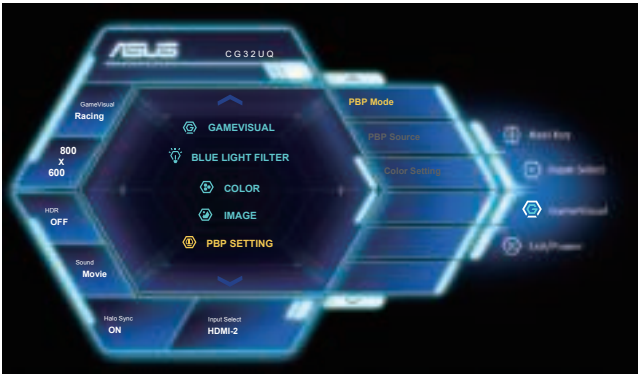 ASUS
CG32UQ
GameVisual
Racing
800
X
600
HDR
OFF
Sound
Movie
Halo Sync
ON
Input Select
HDMI-2
GAMEVISUAL
BLUE LIGHT FILTER
COLOR
IMAGE
PBP SETTING
PBP Mode
PBP Source
Color Setting
Input Select
GameVisual